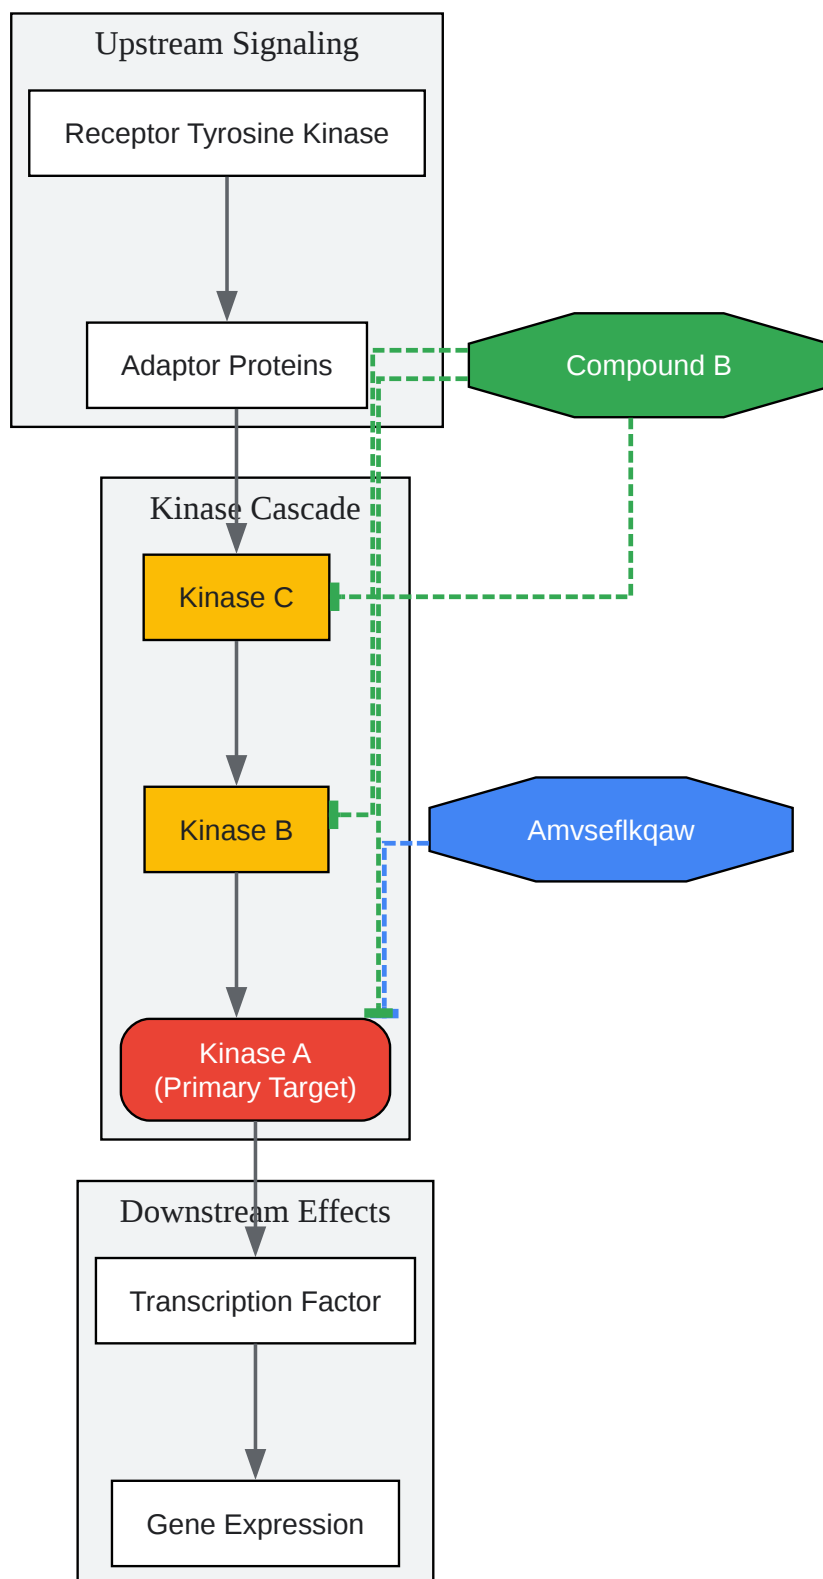 Upstream Signaling
Receptor Tyrosine Kinase
Adaptor Proteins
Compound B
Kinase Cascade
Kinase C
Kinase B
Amvseflkqaw
Kinase A
(Primary Target)
Downstream Effects
Transcription Factor
Gene Expression